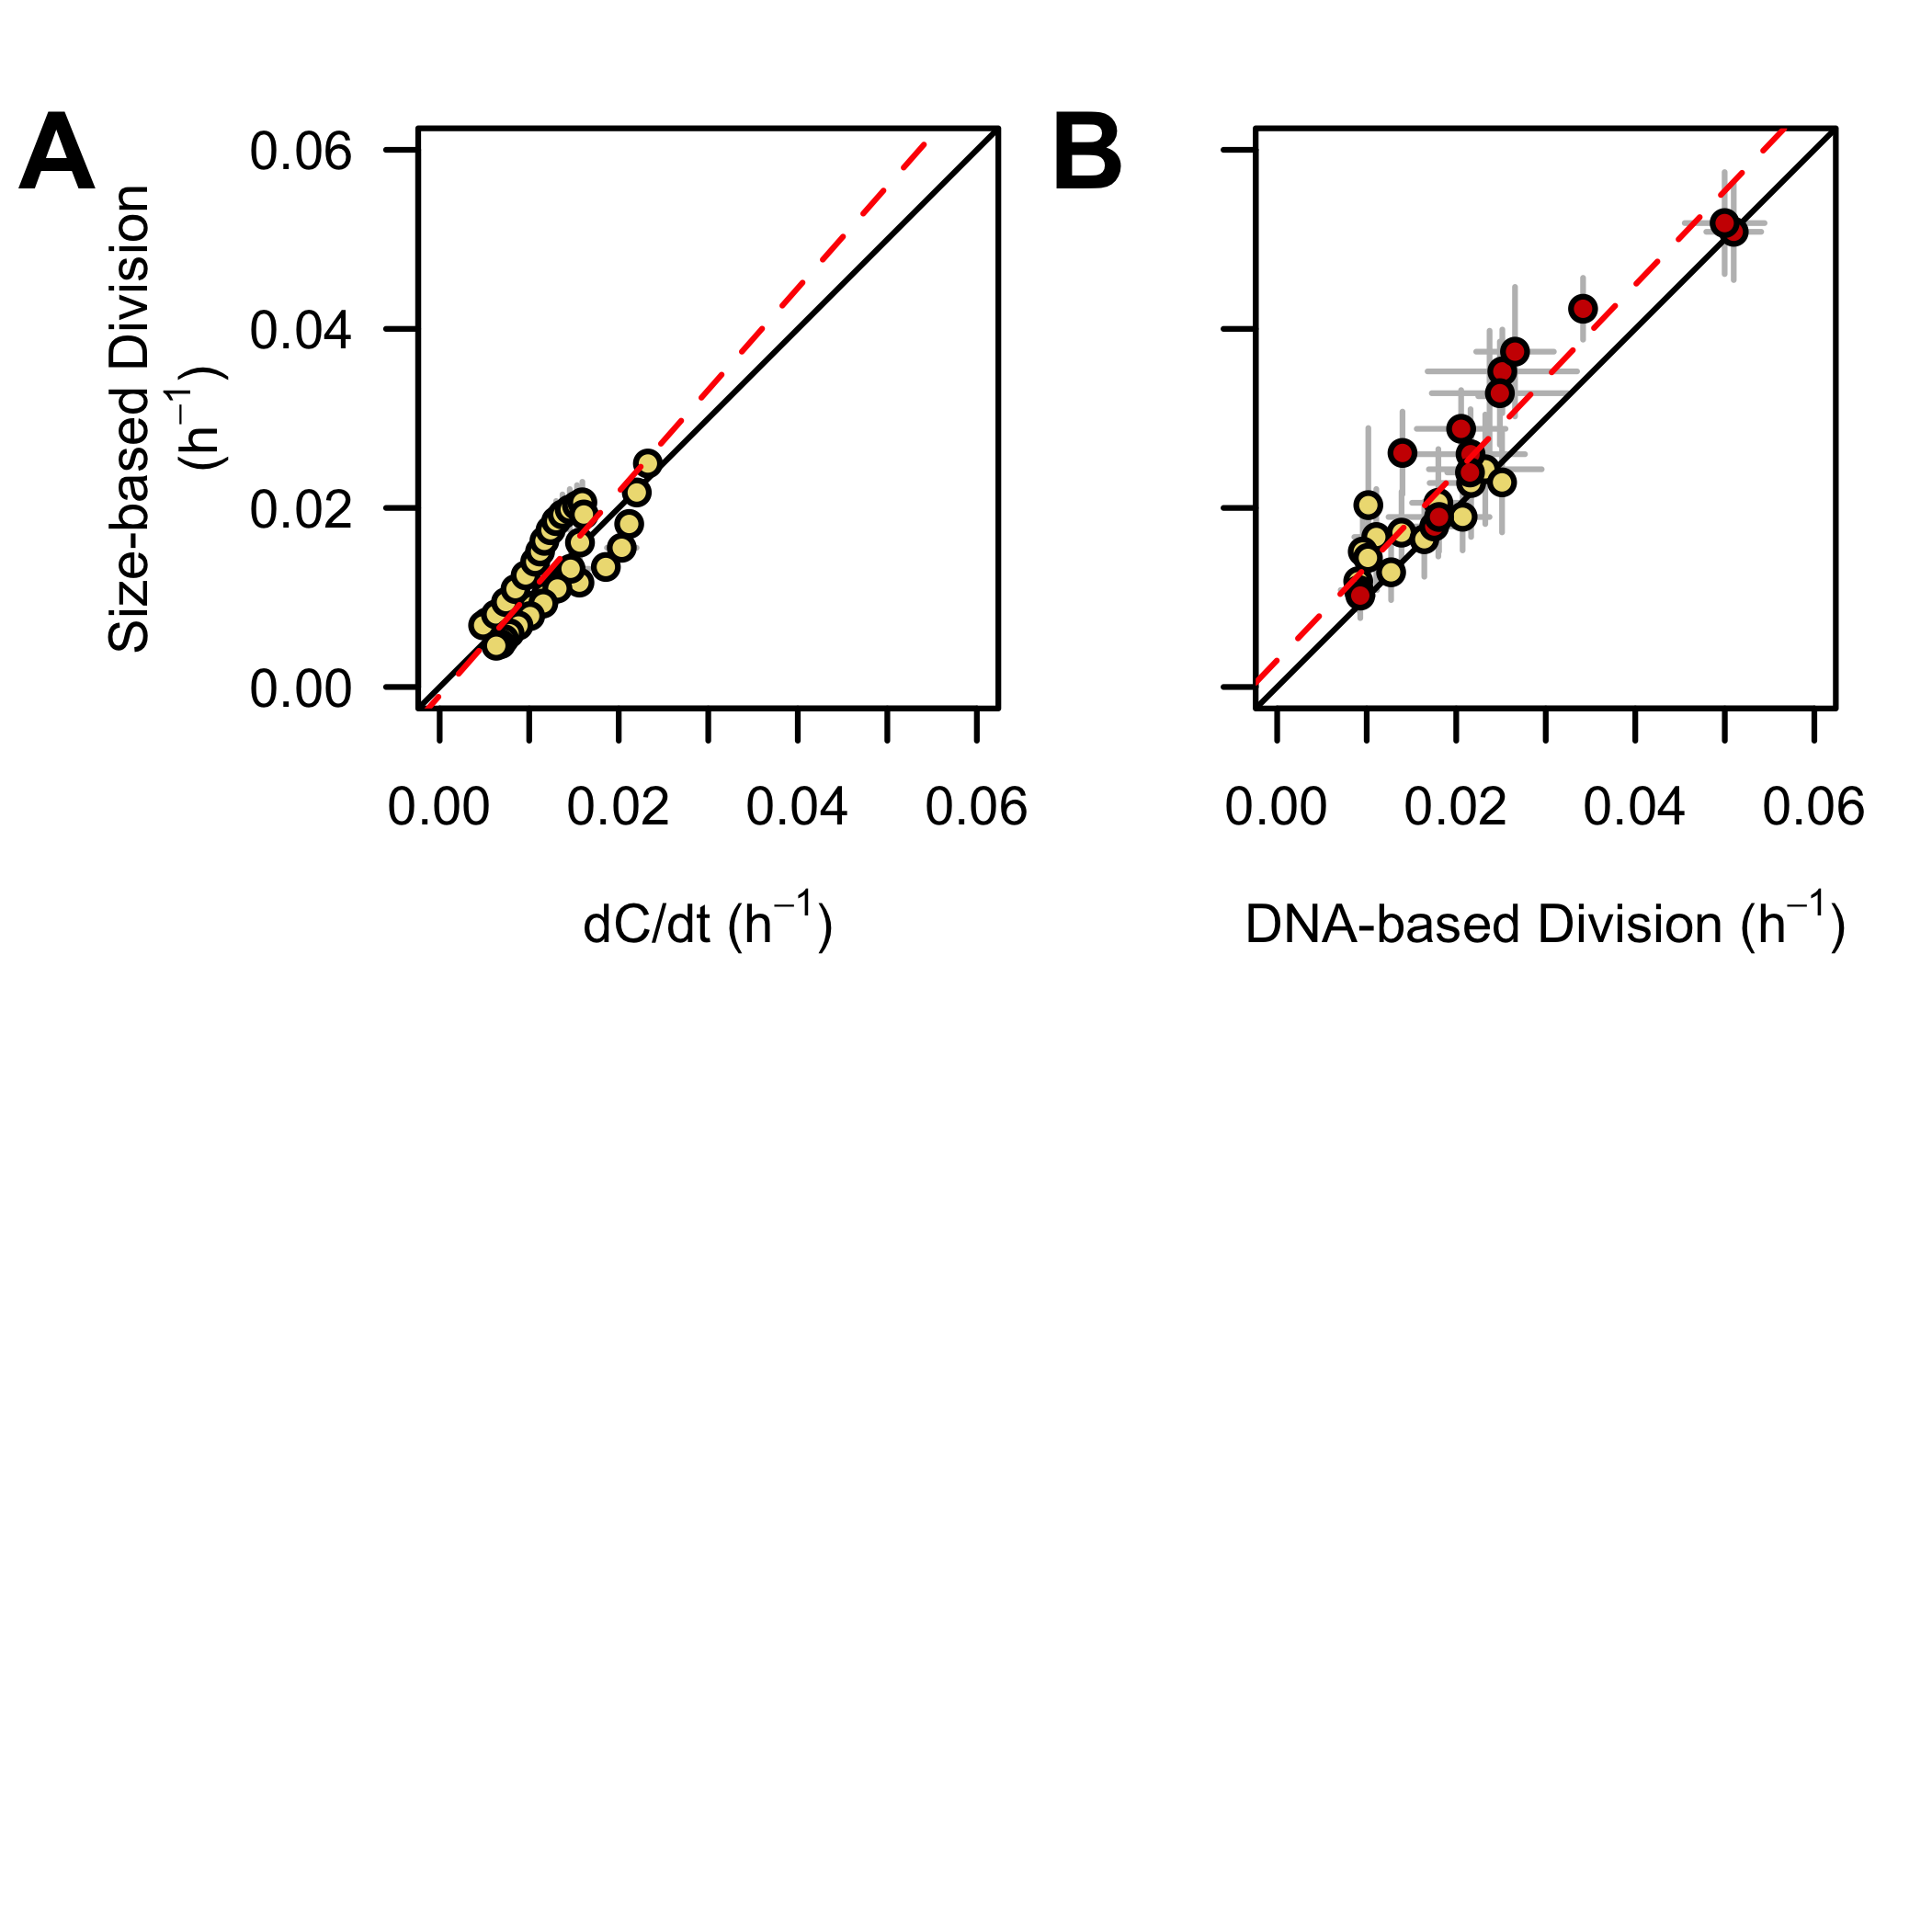 A
B
Size-based Division
(h⁻¹)
0.06
0.04
0.02
0.00
0.00 0.02 0.04 0.06
0.00 0.02 0.04 0.06
dC/dt (h⁻¹)
DNA-based Division (h⁻¹)